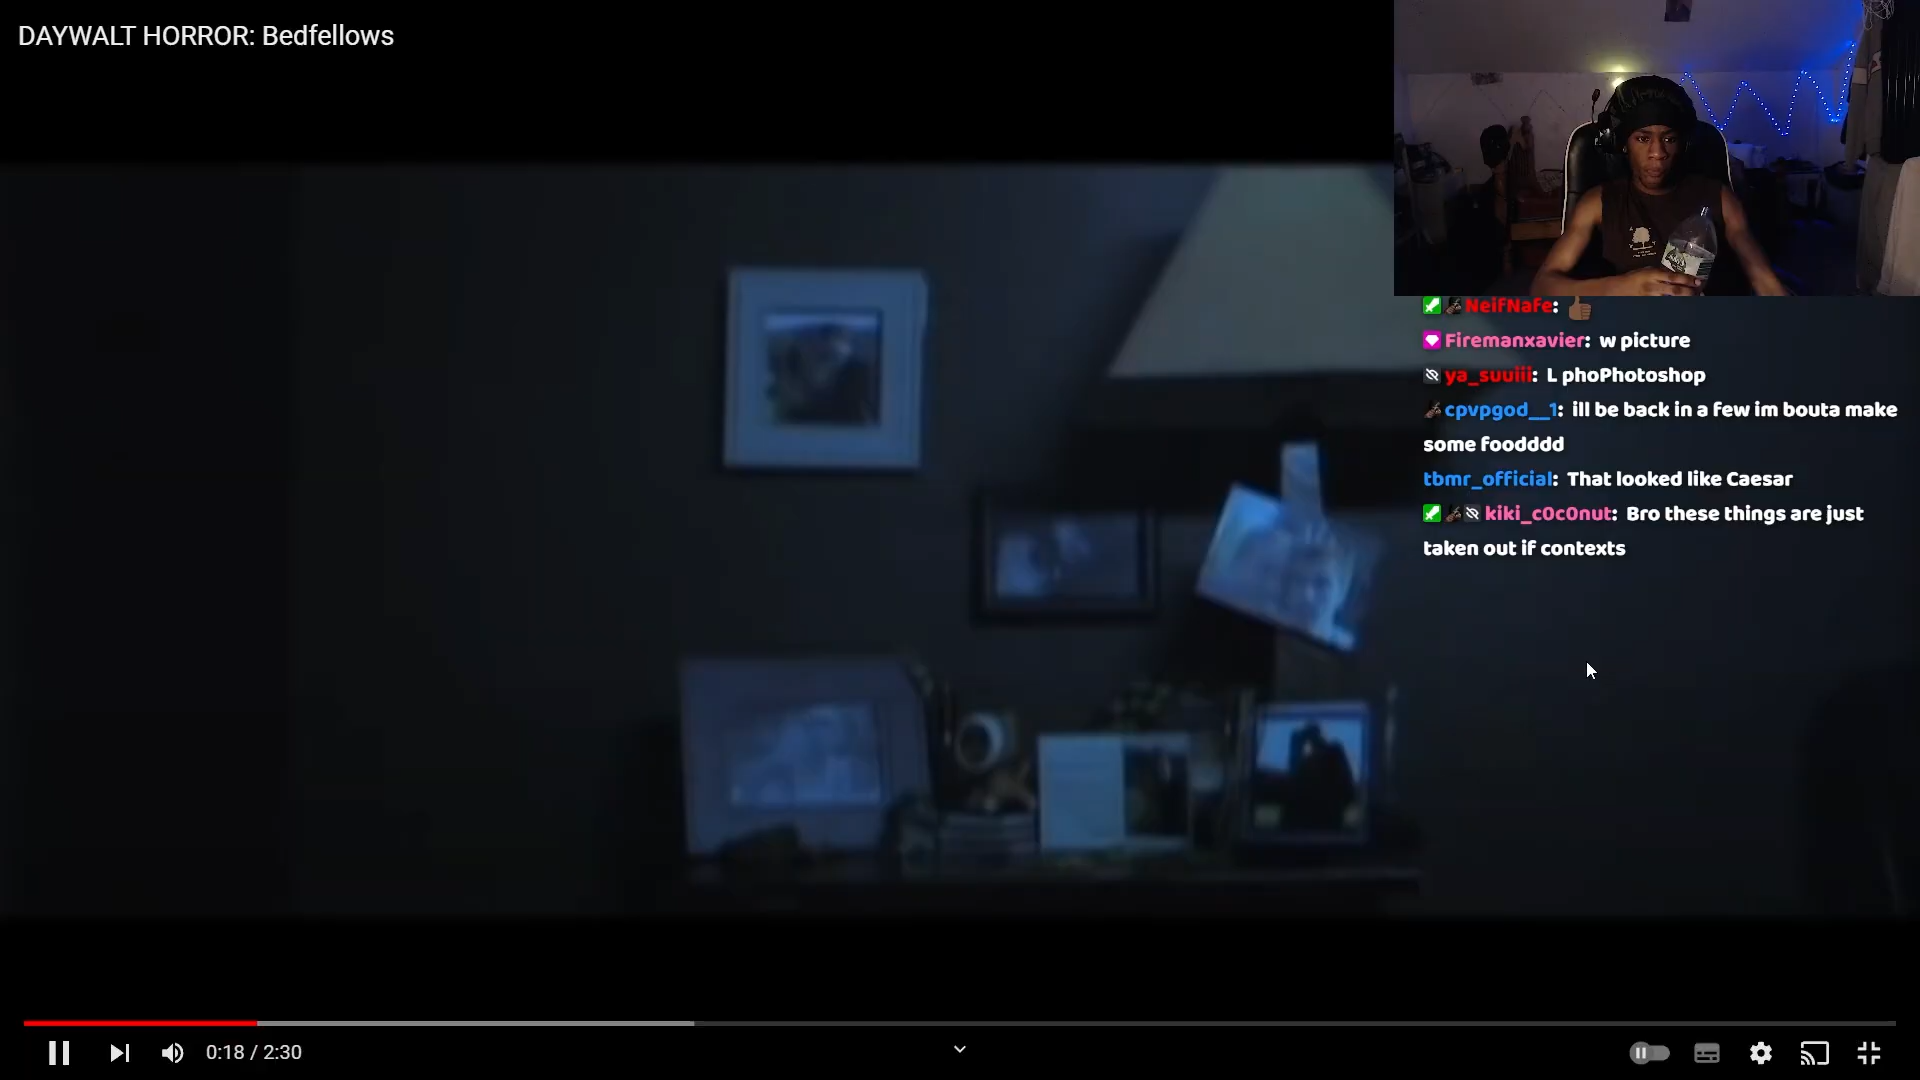 DAYWALT HORROR: Bedfellows
NeifNafe:
Firemanxavier: w picture
ya_suuiii: L phoPhotoshop
cpvpgod__1: ill be back in a few im bouta make
some foodddd
tbmr_official: That looked like Caesar
kiki_c0c0nut: Bro these things are just
taken out if contexts
0:18 / 2:30